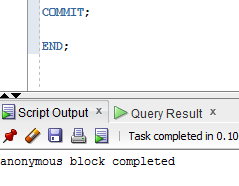 COMMIT;
END;
Script Output x Query Result x
Task completed in 0.10
anonymous block completed